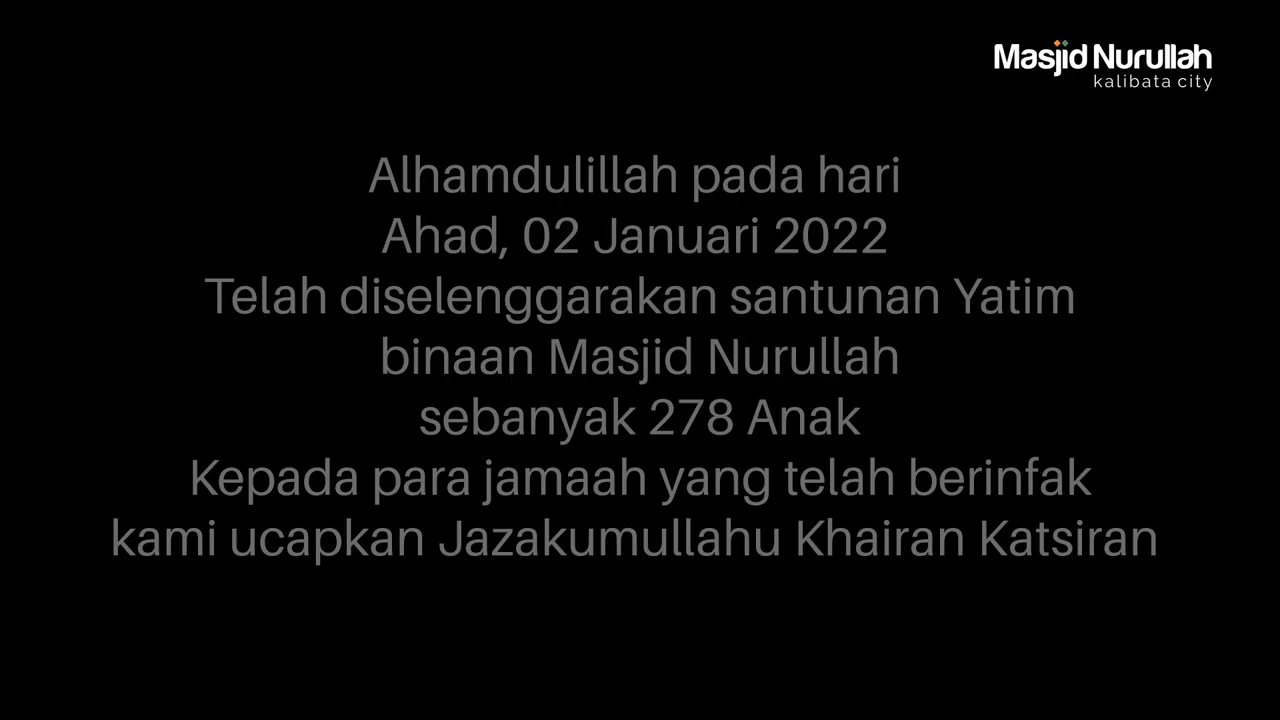 Masjid Nurullah
kalibata city
Alhamdulillah pada hari
Ahad, 02 Januari 2022
Telah diselenggarakan santunan Yatim
binaan Masjid Nurullah
sebanyak 278 Anak
Kepada para jamaah yang telah berinfak
kami ucapkan Jazakumullahu Khairan Katsiran